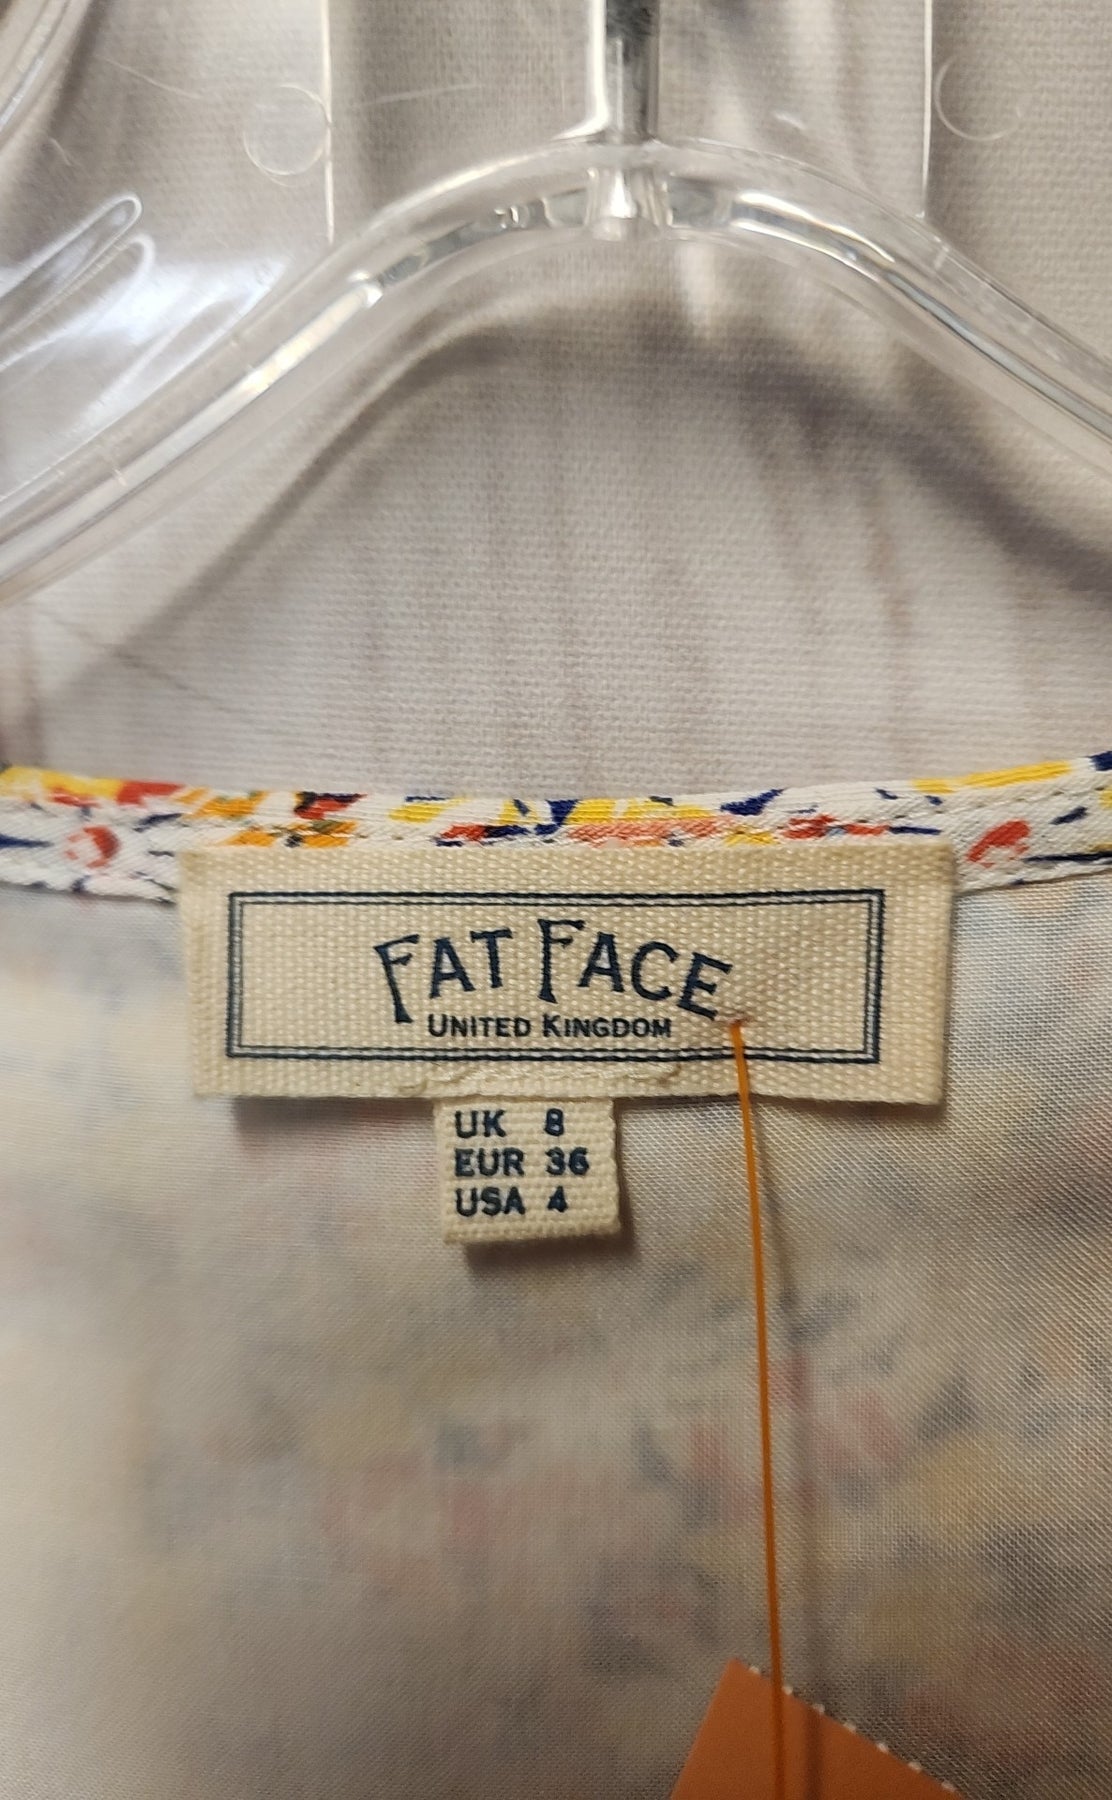 FAT FACE
UNITED KINGDOM
UK 8
EUR 36
USA 4